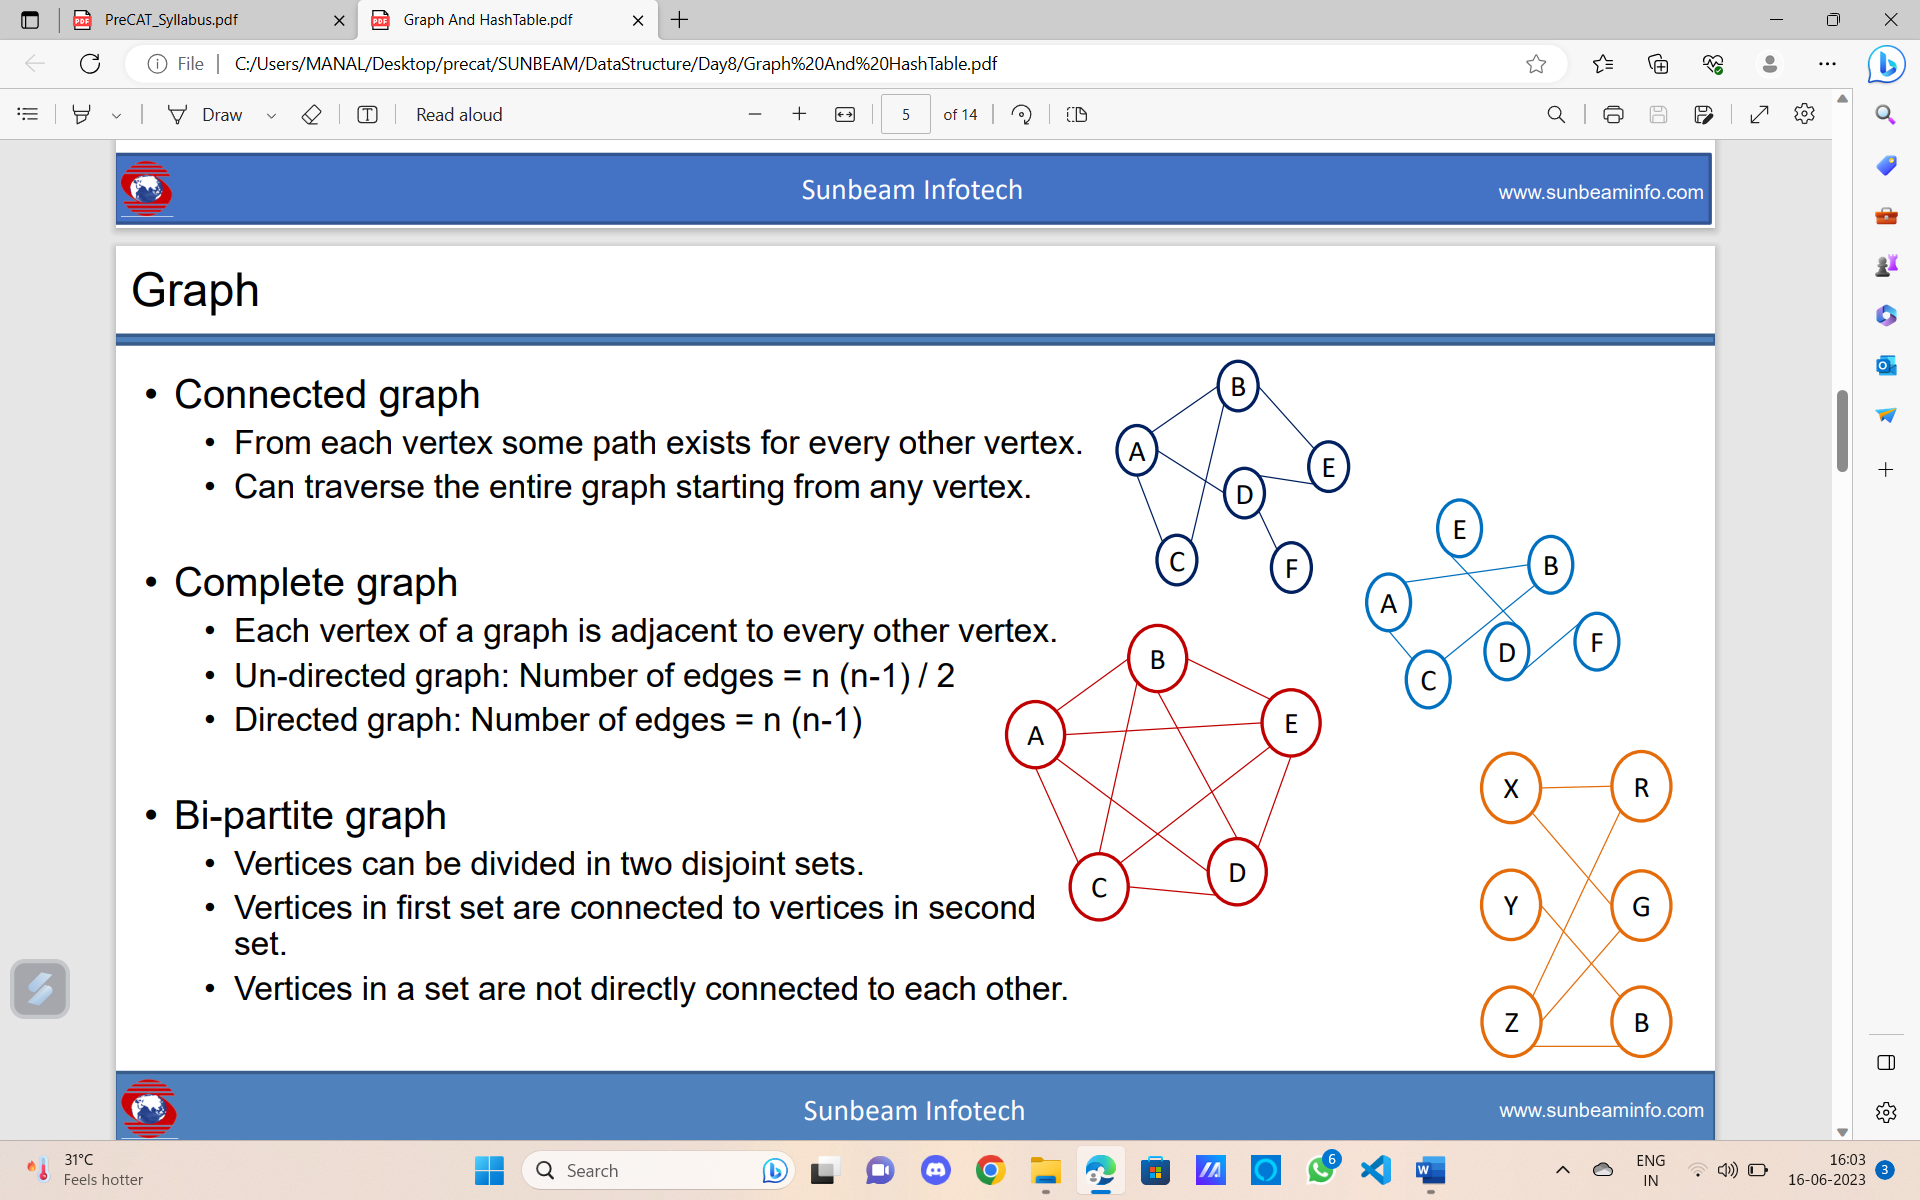 PreCAT_Syllabus.pdf
Graph And HashTable.pdf
File
C:/Users/MANAL/Desktop/precat/SUNBEAM/DataStructure/Day8/Graph%20And%20HashTable.pdf
Draw
Read aloud
5
of 14
Sunbeam Infotech
www.sunbeaminfo.com
Graph
• Connected graph
• From each vertex some path exists for every other vertex.
• Can traverse the entire graph starting from any vertex.
• Complete graph
• Each vertex of a graph is adjacent to every other vertex.
• Un-directed graph: Number of edges = n (n-1) / 2
• Directed graph: Number of edges = n (n-1)
• Bi-partite graph
• Vertices can be divided in two disjoint sets.
• Vertices in first set are connected to vertices in second
set.
• Vertices in a set are not directly connected to each other.
B
A
E
D
C
F
E
B
A
F
D
C
B
E
A
D
C
X
R
Y
G
Z
B
Sunbeam Infotech
www.sunbeaminfo.com
31°C
Feels hotter
Search
6
ENG
IN
16:03
16-06-2023
3